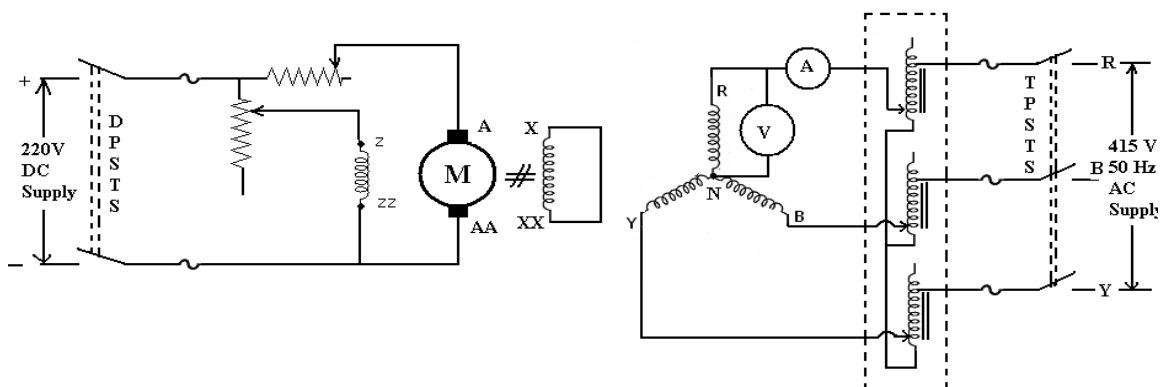 +
220V
DC
Supply
–
D
P
S
T
S
Z
ZZ
A
M
AA
X
XX
R
A
V
N
Y
B
T
P
S
T
S
R
415 V
B 50 Hz
AC
Supply
Y